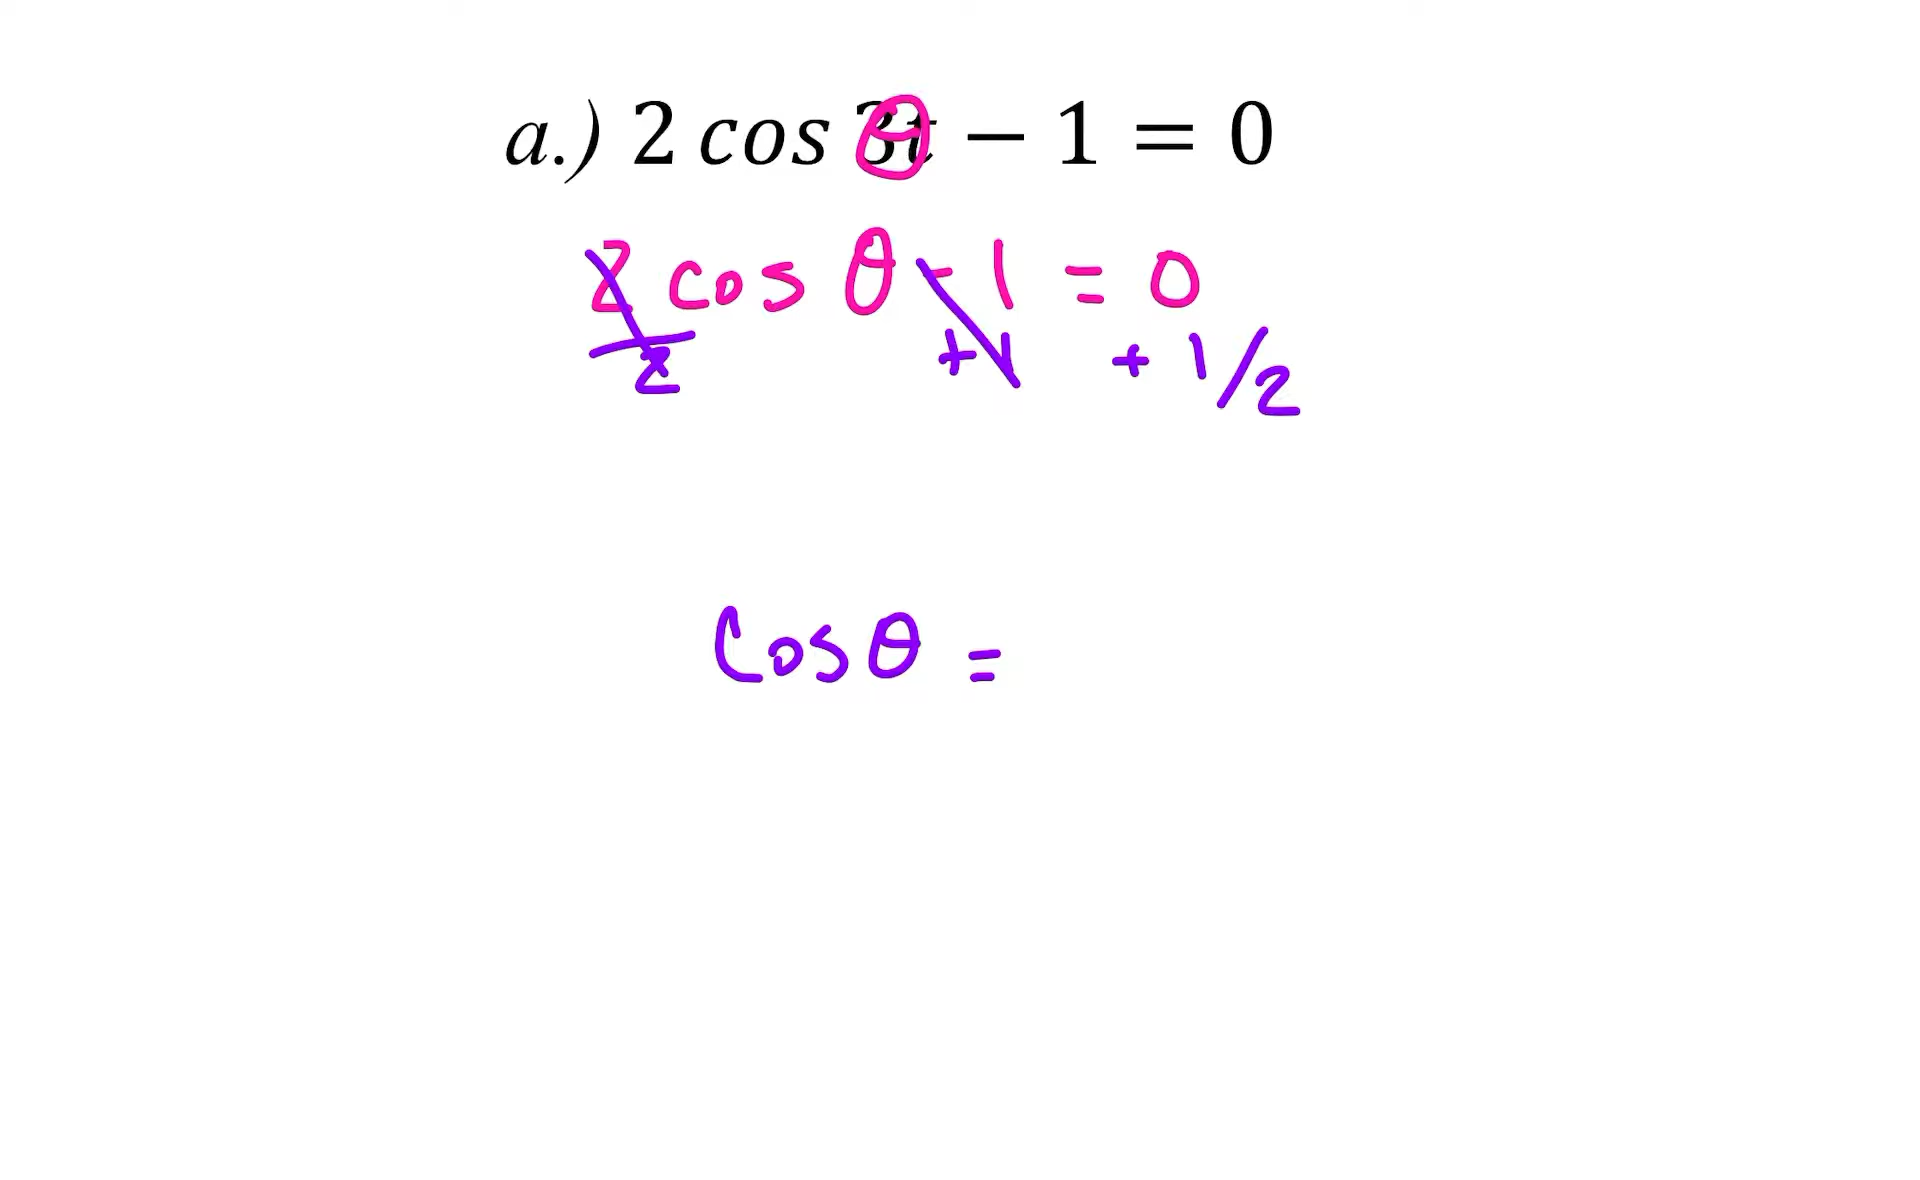 a.) 2 cos 3t − 1 = 0
θ
2 cos θ - 1 = 0
2 + 1 + 1/2
Cos θ =